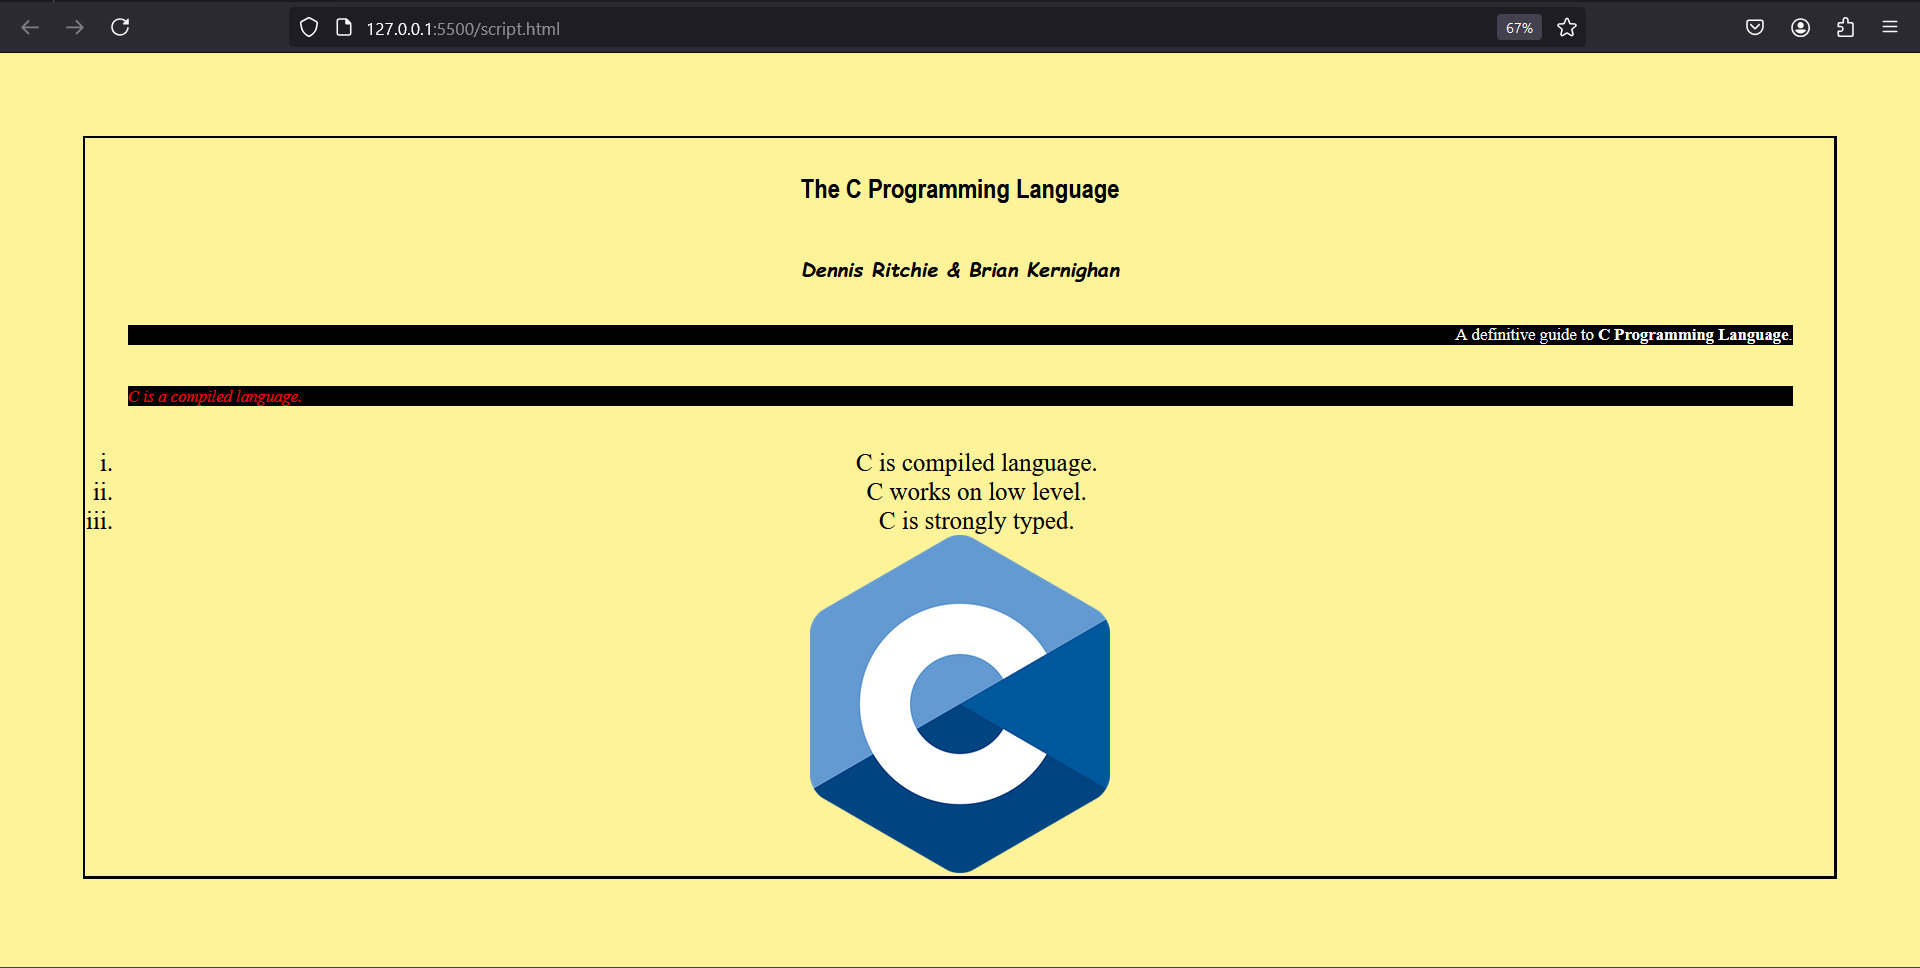 127.0.0.1:5500/script.html
67%
The C Programming Language
Dennis Ritchie & Brian Kernighan
A definitive guide to C Programming Language.
C is a compiled language.
i. C is compiled language.
ii. C works on low level.
iii. C is strongly typed.
C